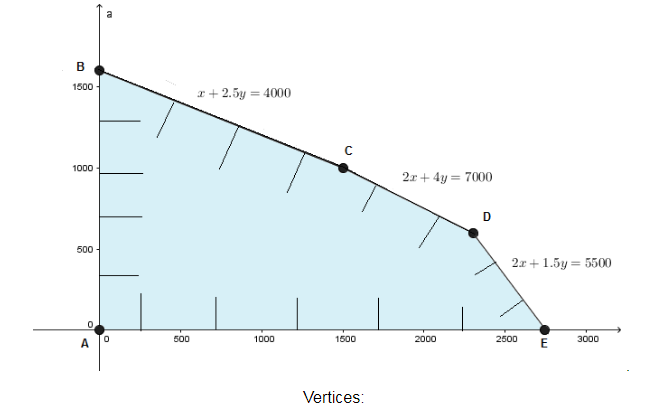 a
B
1500
x + 2.5y = 4000
C
1000
2x + 4y = 7000
D
500
2x + 1.5y = 5500
0
A
0 500 1000 1500 2000 2500 3000
E
Vertices: